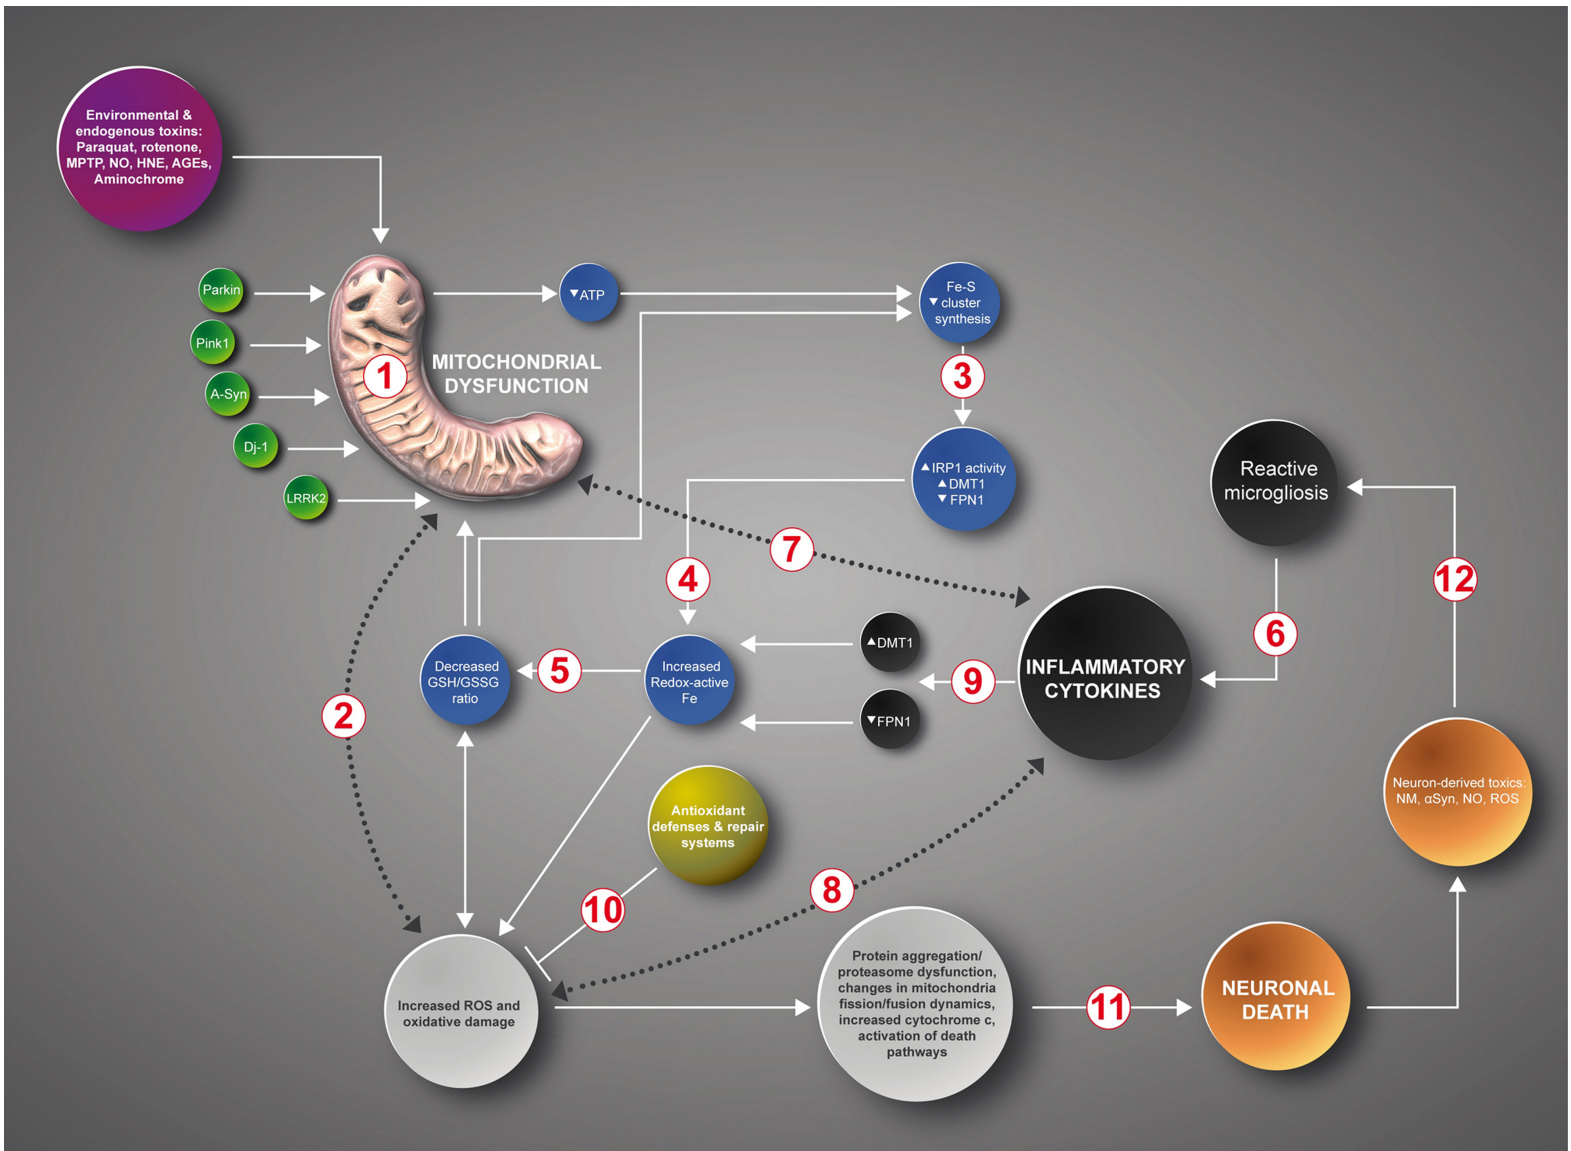 Environmental &
endogenous toxins:
Paraquat, rotenone,
MPTP, NO, HNE, AGEs,
Aminochrome
Parkin
Pink1
A-Syn
Dj-1
LRRK2
1
MITOCHONDRIAL
DYSFUNCTION
▼ATP
Fe-S
▼ cluster
synthesis
3
▲IRP1 activity
▲DMT1
▼FPN1
Reactive
microgliosis
7
4
12
6
2
Decreased
GSH/GSSG
ratio
5
Increased
Redox-active
Fe
▲DMT1
▼FPN1
9
INFLAMMATORY
CYTOKINES
Antioxidant
defenses & repair
systems
10
8
Neuron-derived toxics:
NM, αSyn, NO, ROS
Increased ROS and
oxidative damage
Protein aggregation/
proteasome dysfunction,
changes in mitochondria
fission/fusion dynamics,
increased cytochrome c,
activation of death
pathways
11
NEURONAL
DEATH